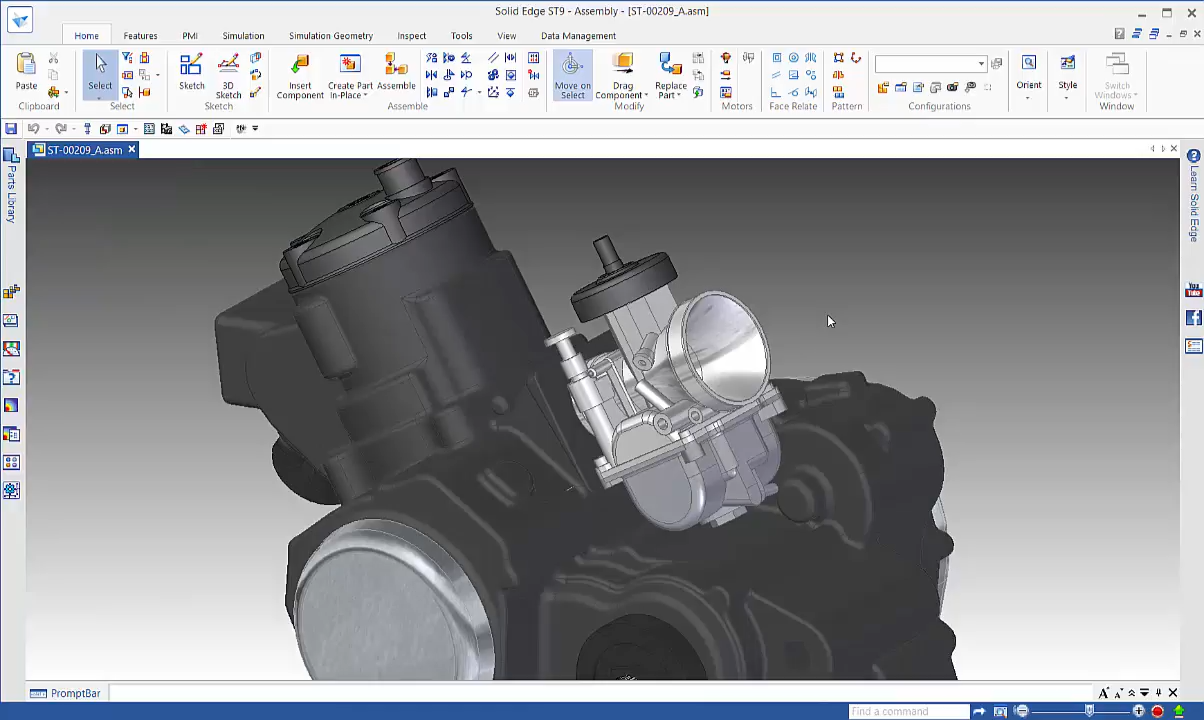 Solid Edge ST9 - Assembly - [ST-00209_A.asm]
Home Features PMI Simulation Simulation Geometry Inspect Tools View Data Management
Paste Select Sketch 3D Sketch Insert Component Create Part In-Place Assemble Move on Select Drag Component Replace Part Orient Style Switch Windows
Clipboard Select Sketch Assemble Modify Motors Face Relate Pattern Configurations Window
ST-00209_A.asm
Parts Library
Learn Solid Edge
You Tube
PromptBar
Find a command